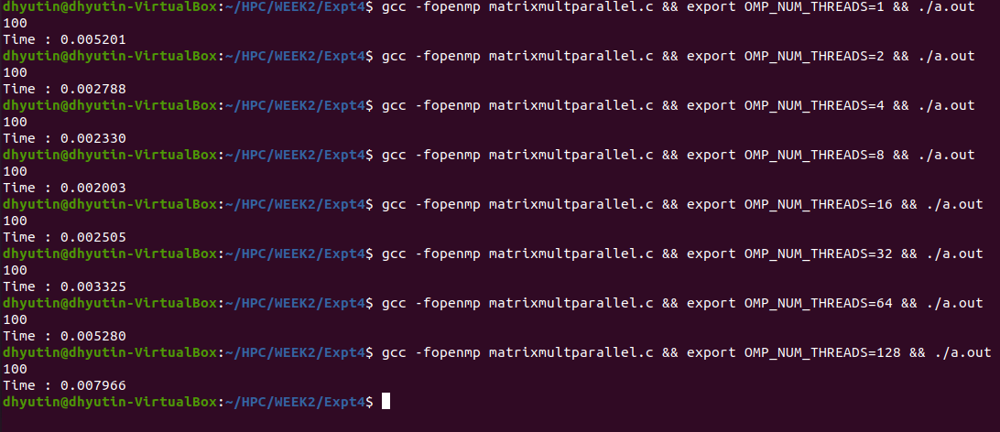 dhyutin@dhyutin-VirtualBox:~/HPC/WEEK2/Expt4$ gcc -fopenmp matrixmultparallel.c && export OMP_NUM_THREADS=1 && ./a.out
100
Time : 0.005201
dhyutin@dhyutin-VirtualBox:~/HPC/WEEK2/Expt4$ gcc -fopenmp matrixmultparallel.c && export OMP_NUM_THREADS=2 && ./a.out
100
Time : 0.002788
dhyutin@dhyutin-VirtualBox:~/HPC/WEEK2/Expt4$ gcc -fopenmp matrixmultparallel.c && export OMP_NUM_THREADS=4 && ./a.out
100
Time : 0.002330
dhyutin@dhyutin-VirtualBox:~/HPC/WEEK2/Expt4$ gcc -fopenmp matrixmultparallel.c && export OMP_NUM_THREADS=8 && ./a.out
100
Time : 0.002003
dhyutin@dhyutin-VirtualBox:~/HPC/WEEK2/Expt4$ gcc -fopenmp matrixmultparallel.c && export OMP_NUM_THREADS=16 && ./a.out
100
Time : 0.002505
dhyutin@dhyutin-VirtualBox:~/HPC/WEEK2/Expt4$ gcc -fopenmp matrixmultparallel.c && export OMP_NUM_THREADS=32 && ./a.out
100
Time : 0.003325
dhyutin@dhyutin-VirtualBox:~/HPC/WEEK2/Expt4$ gcc -fopenmp matrixmultparallel.c && export OMP_NUM_THREADS=64 && ./a.out
100
Time : 0.005280
dhyutin@dhyutin-VirtualBox:~/HPC/WEEK2/Expt4$ gcc -fopenmp matrixmultparallel.c && export OMP_NUM_THREADS=128 && ./a.out
100
Time : 0.007966
dhyutin@dhyutin-VirtualBox:~/HPC/WEEK2/Expt4$